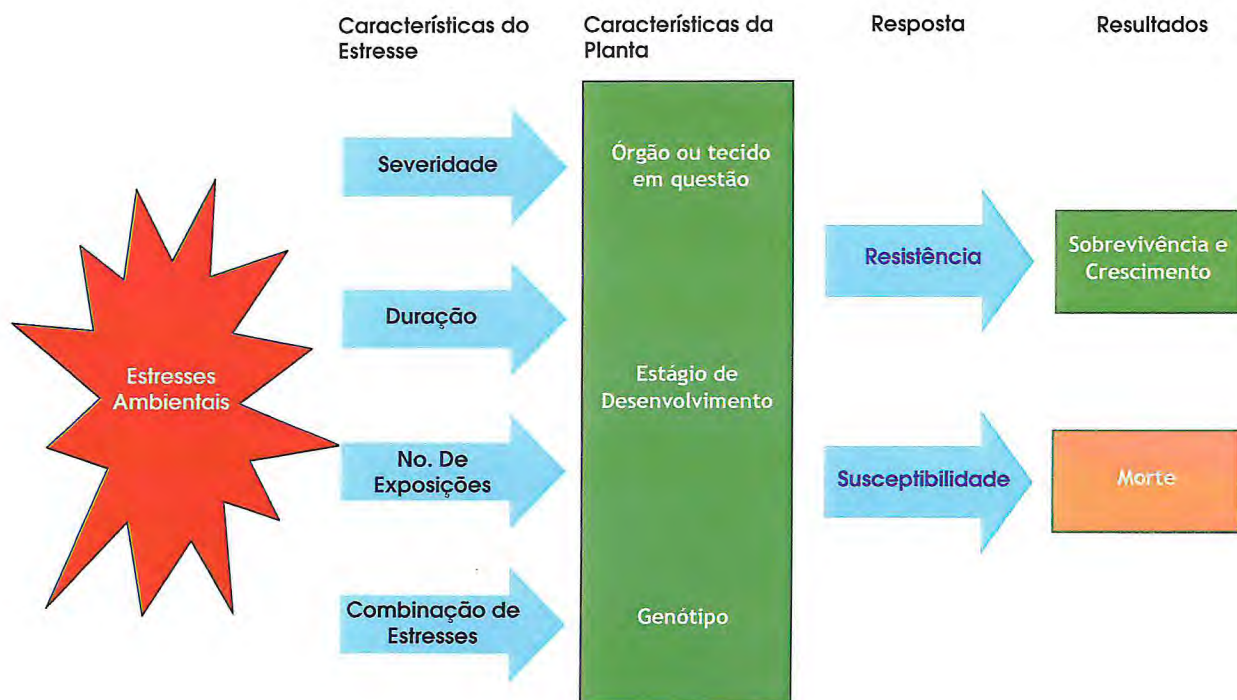 Características do
Estresse
Características da
Planta
Resposta
Resultados
Estresses
Ambientais
Severidade
Duração
No. De
Exposições
Combinação de
Estresses
Órgão ou tecido
em questão
Estágio de
Desenvolvimento
Genótipo
Resistência
Susceptibilidade
Sobrevivência e
Crescimento
Morte